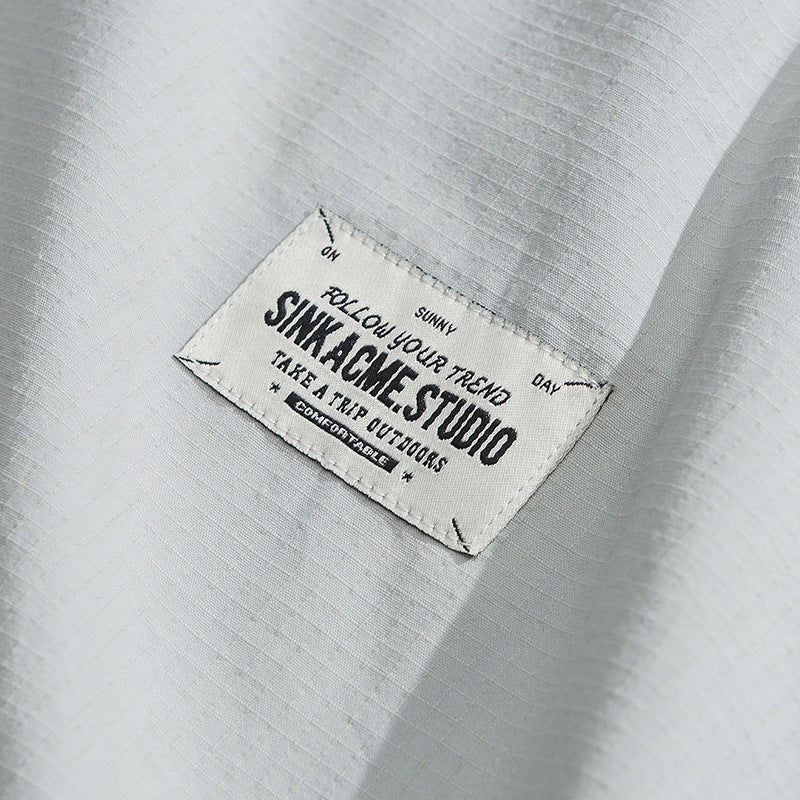 ON SUNNY DAY
FOLLOW YOUR TREND
SINKACME.STUDIO
TAKE A TRIP OUTDOORS
* COMFORTABLE *